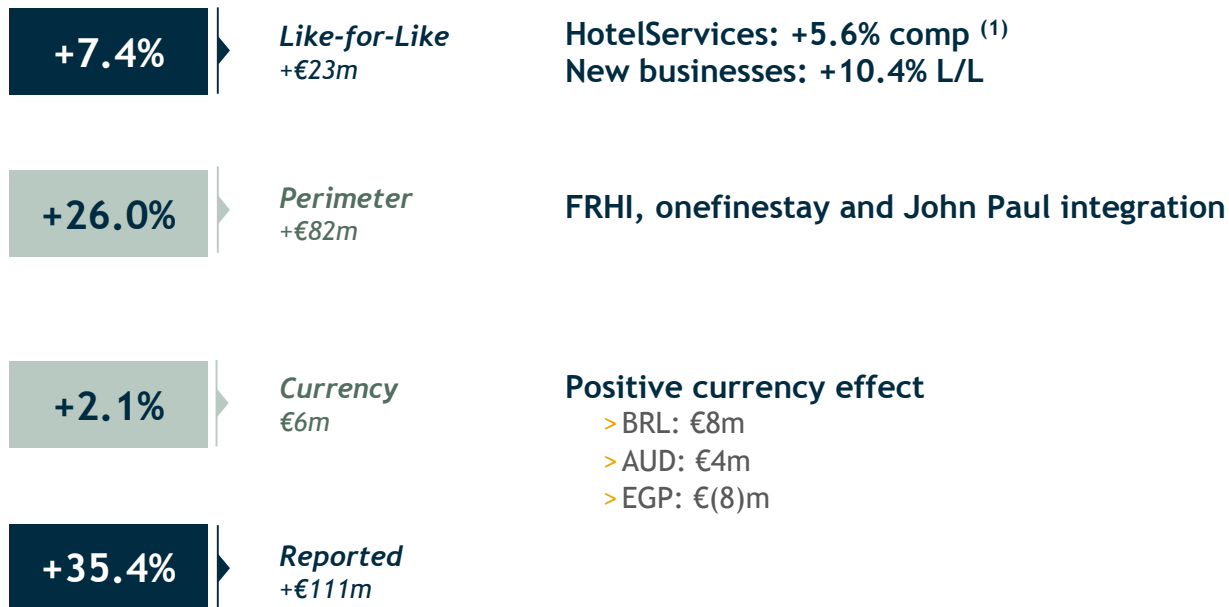 +7.4%
Like-for-Like
+€23m
HotelServices: +5.6% comp (1)
New businesses: +10.4% L/L
+26.0%
Perimeter
+€82m
FRHI, onefinestay and John Paul integration
+2.1%
Currency
€6m
Positive currency effect
> BRL: €8m
> AUD: €4m
> EGP: €(8)m
+35.4%
Reported
+€111m